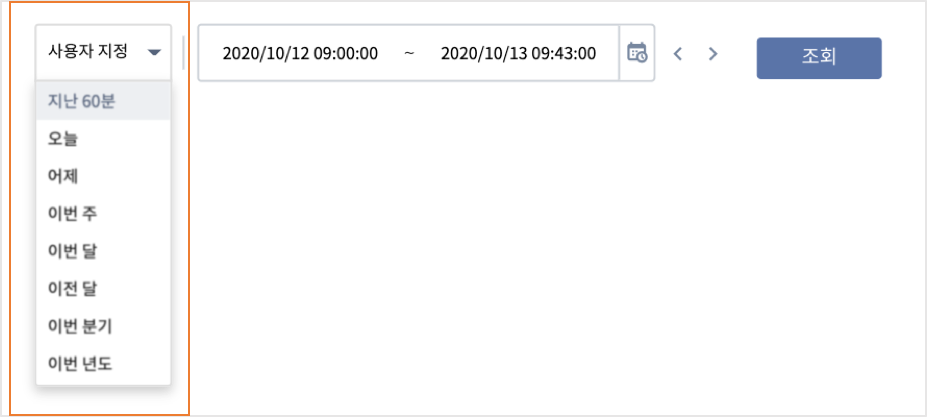 사용자 지정
2020/10/12 09:00:00 ~ 2020/10/13 09:43:00
조회
지난 60분
오늘
어제
이번 주
이번 달
이전 달
이번 분기
이번 년도